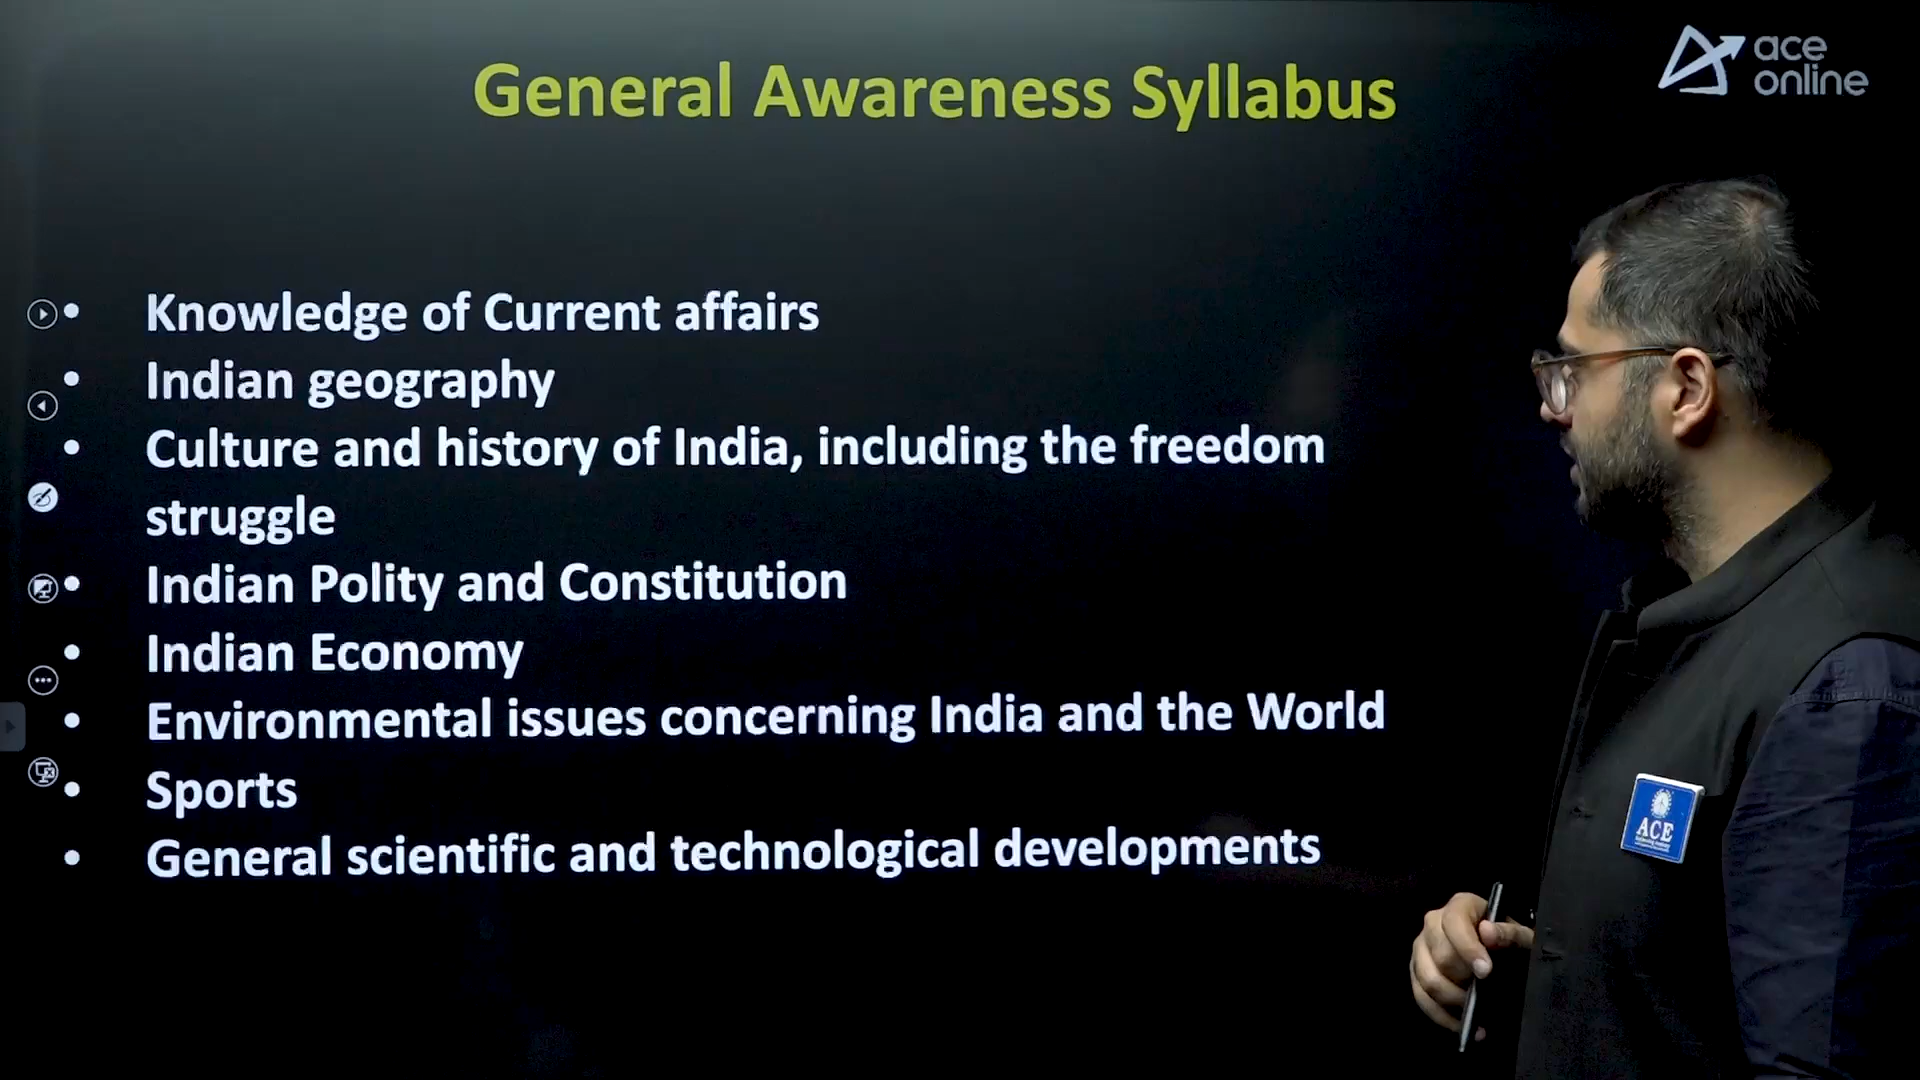 General Awareness Syllabus
ace
online
• Knowledge of Current affairs
• Indian geography
• Culture and history of India, including the freedom
struggle
• Indian Polity and Constitution
• Indian Economy
• Environmental issues concerning India and the World
• Sports
• General scientific and technological developments
ACE